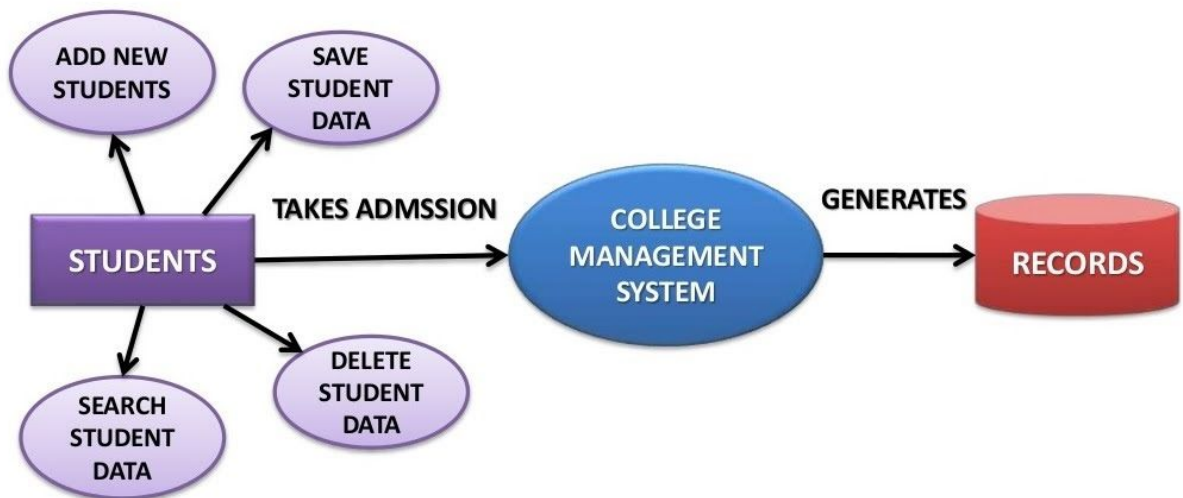 ADD NEW
STUDENTS
SAVE
STUDENT
DATA
STUDENTS
TAKES ADMSSION
COLLEGE
MANAGEMENT
SYSTEM
GENERATES
RECORDS
SEARCH
STUDENT
DATA
DELETE
STUDENT
DATA